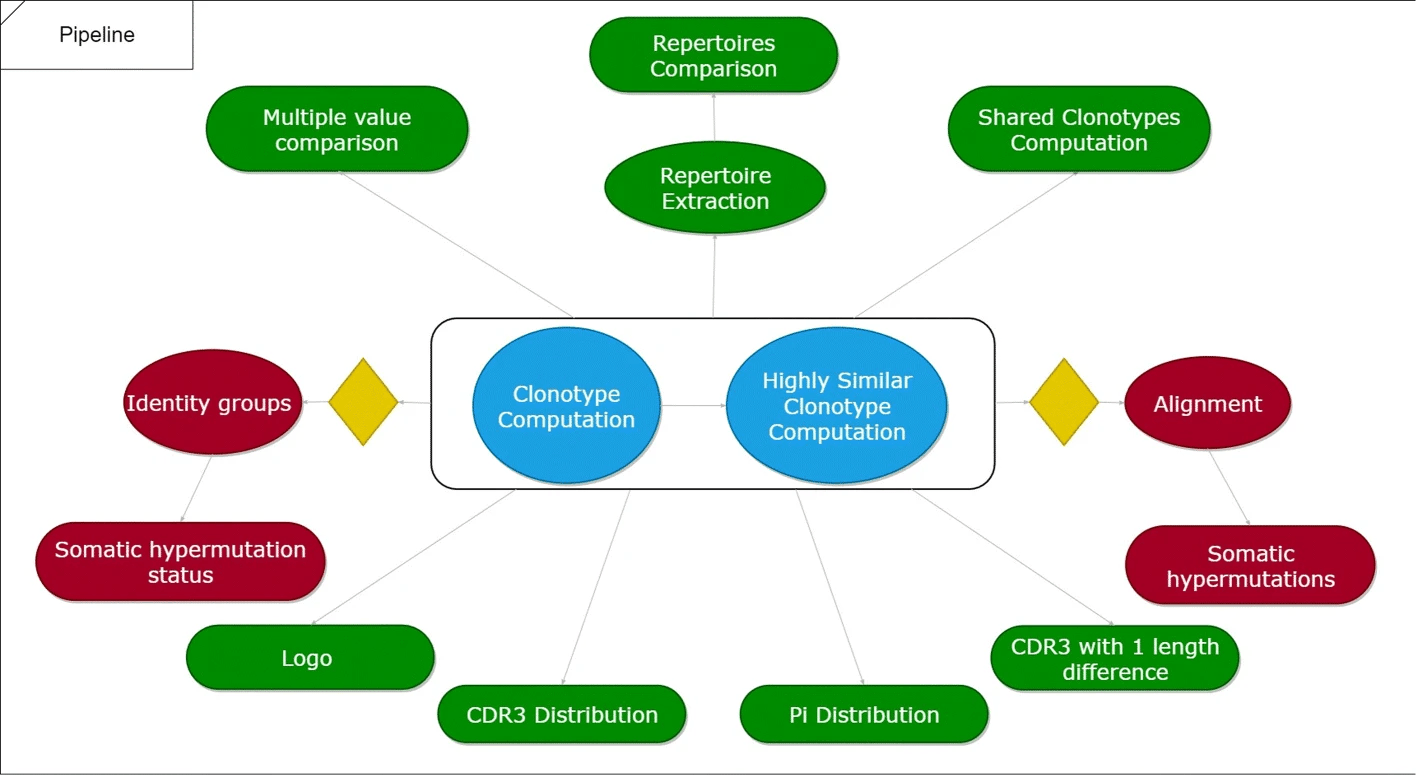 Pipeline
Repertoires
Comparison
Multiple value
comparison
Shared Clonotypes
Computation
Repertoire
Extraction
Identity groups
Clonotype
Computation
Highly Similar
Clonotype
Computation
Alignment
Somatic hypermutation
status
Somatic
hypermutations
Logo
CDR3 with 1 length
difference
CDR3 Distribution
Pi Distribution